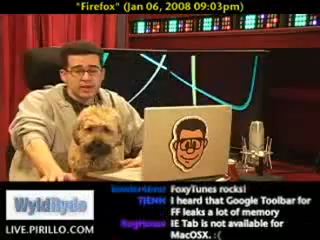 "Firefox" (Jan 06, 2008 09:03pm)
FoxyTunes rocks!
TJENH I heard that Google Toolbar for
FF leaks a lot of memory
IE Tab is not available for
MacOSX. :(
WyldRyde
LIVE.PIRILLO.COM